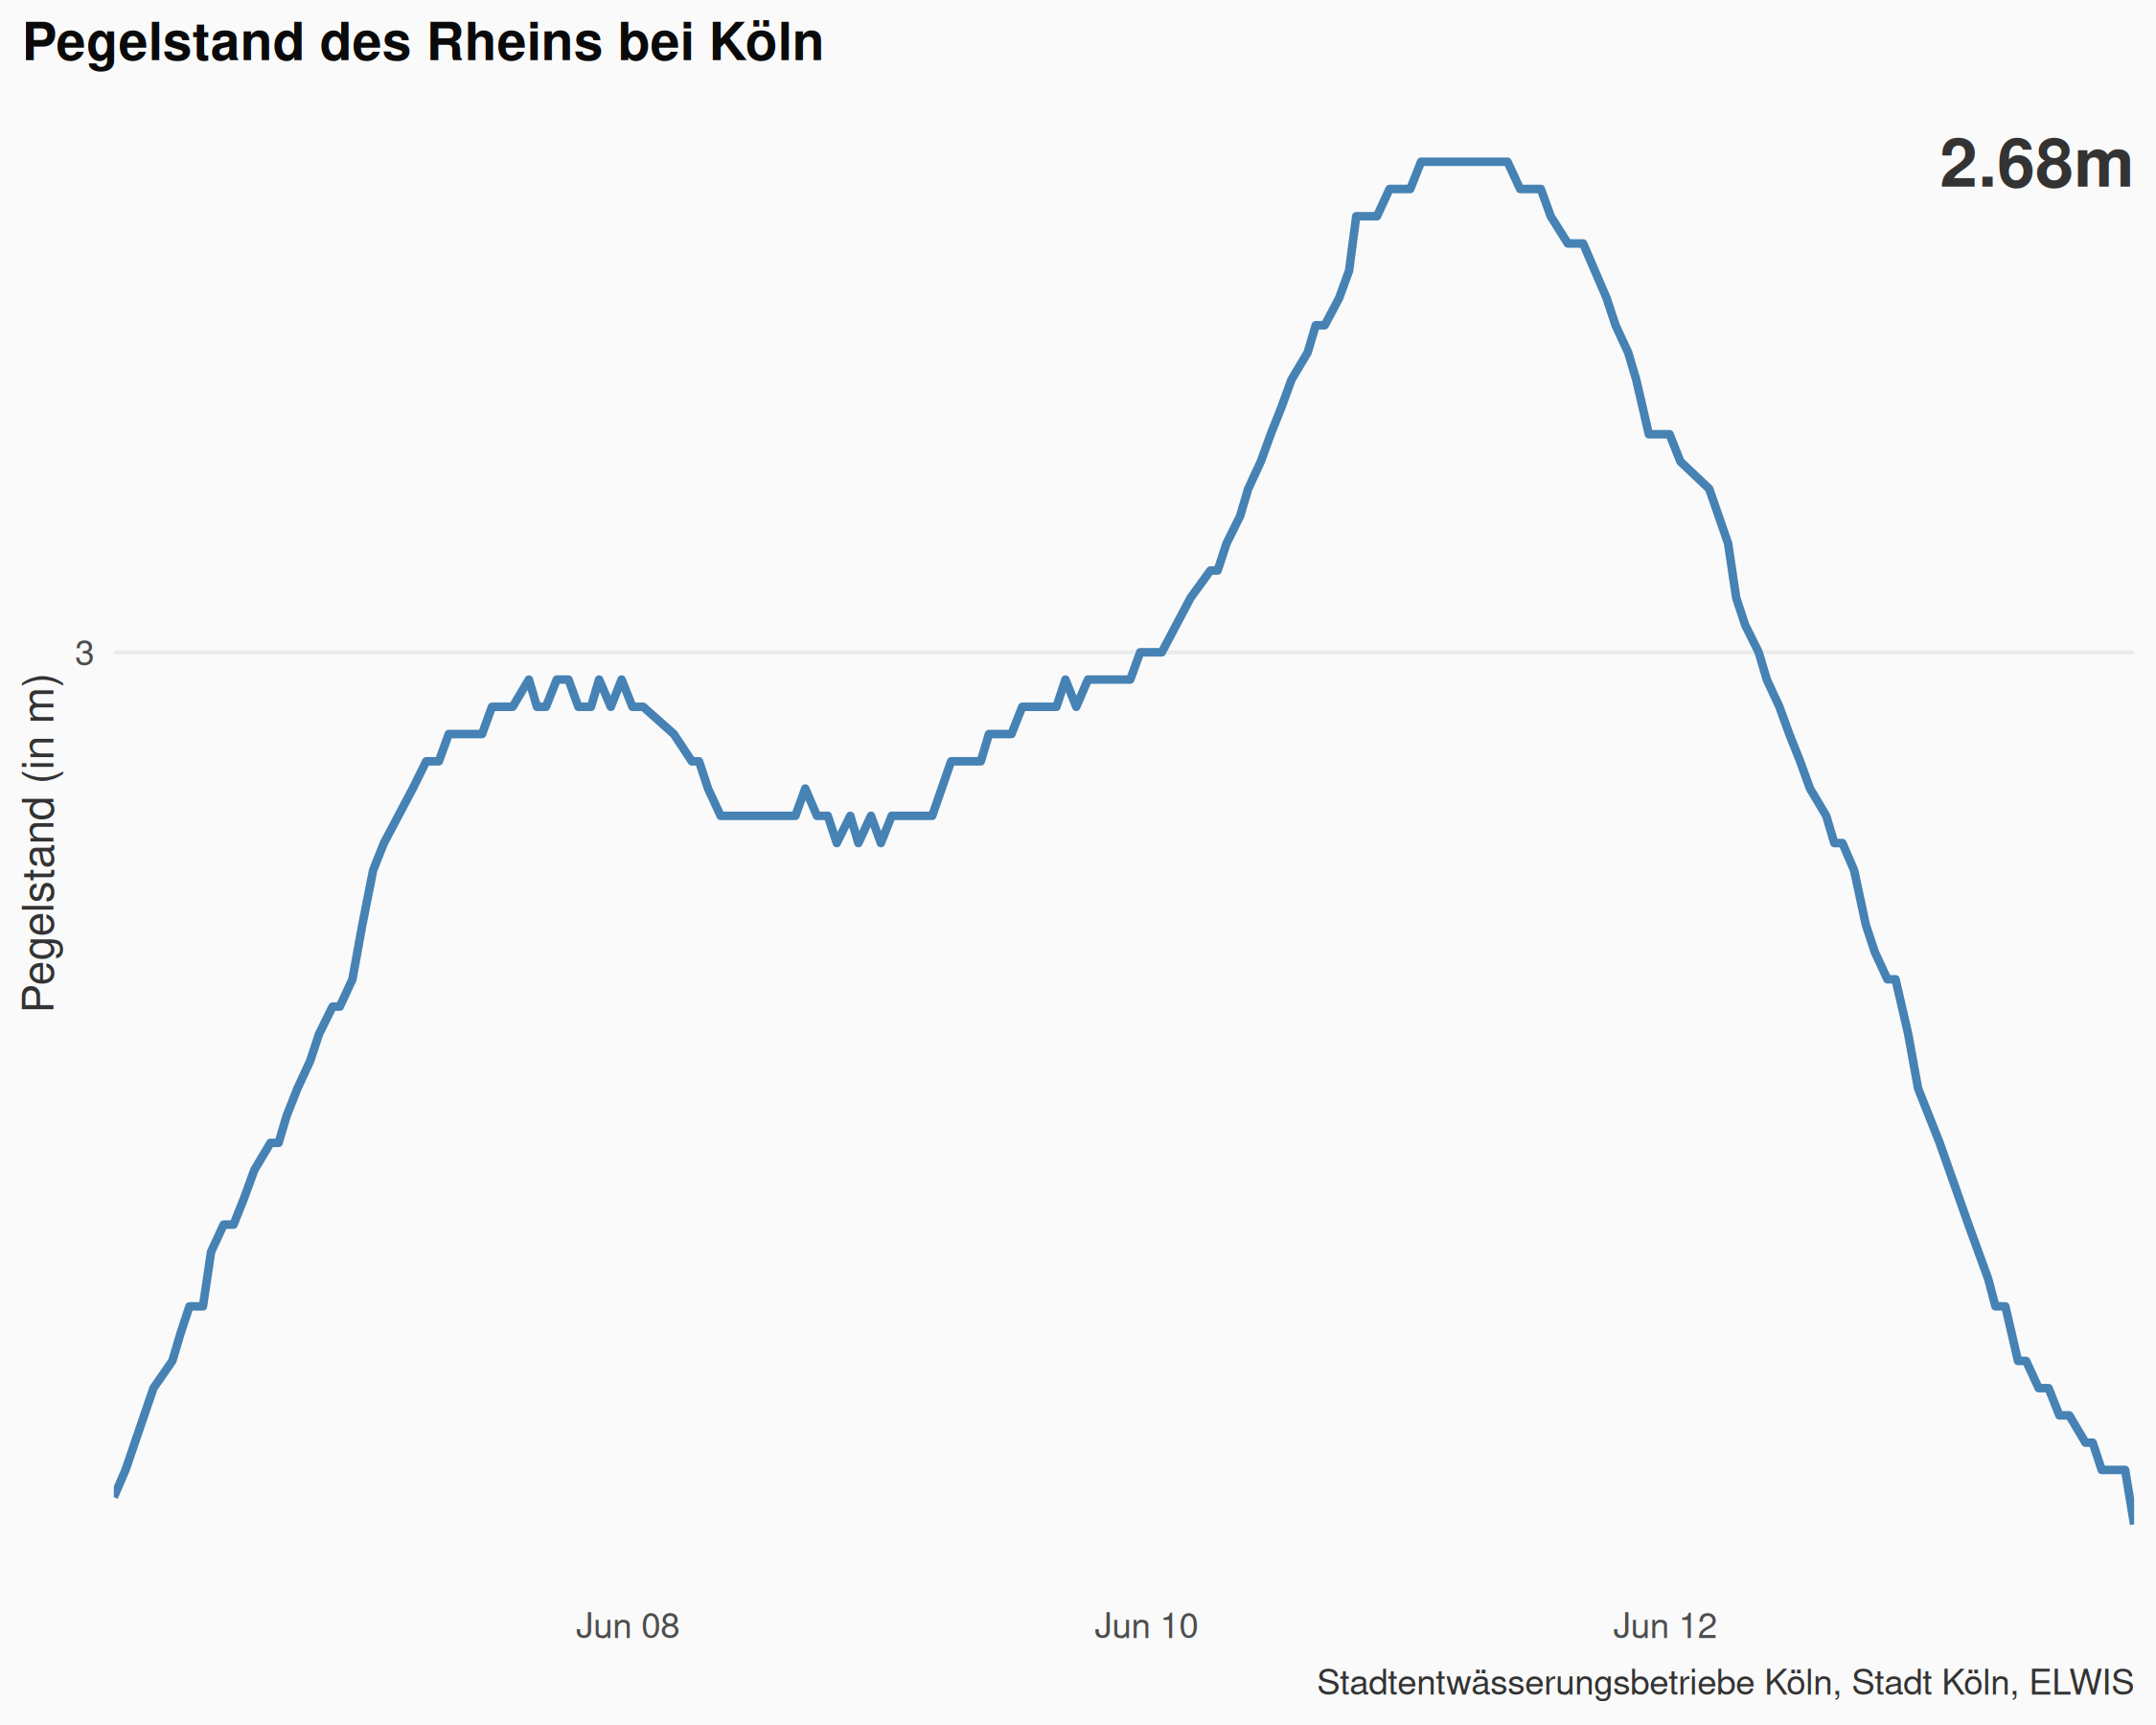 Pegelstand des Rheins bei Köln
2.68m
3
Pegelstand (in m)
Jun 08
Jun 10
Jun 12
Stadtentwässerungsbetriebe Köln, Stadt Köln, ELWIS